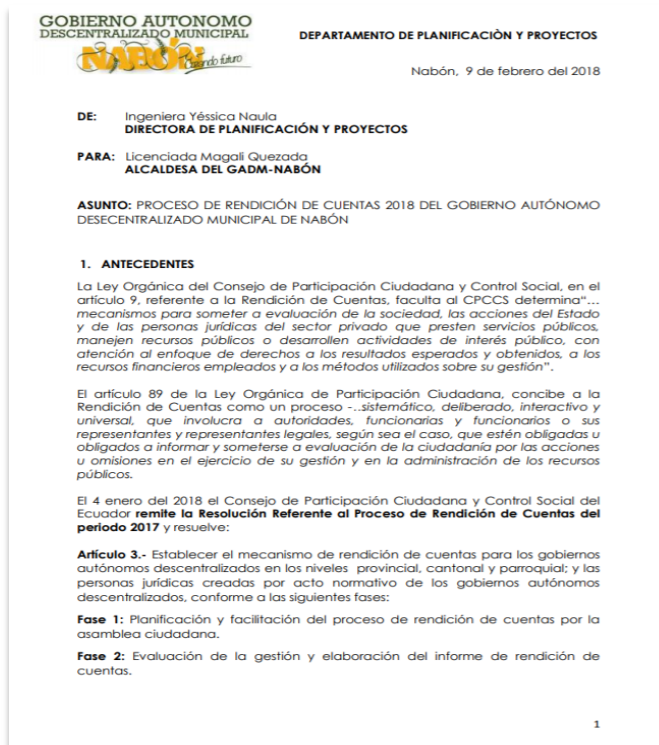 GOBIERNO AUTONOMO
DESCENTRALIZADO MUNICIPAL
NABÓN
Creando futuro
DEPARTAMENTO DE PLANIFICACIÒN Y PROYECTOS
Nabón, 9 de febrero del 2018
DE: Ingeniera Yéssica Naula
DIRECTORA DE PLANIFICACIÓN Y PROYECTOS
PARA: Licenciada Magali Quezada
ALCALDESA DEL GADM-NABÓN
ASUNTO: PROCESO DE RENDICIÓN DE CUENTAS 2018 DEL GOBIERNO AUTÓNOMO
DESECENTRALIZADO MUNICIPAL DE NABÓN
1. ANTECEDENTES
La Ley Orgánica del Consejo de Participación Ciudadana y Control Social, en el
artículo 9, referente a la Rendición de Cuentas, faculta al CPCCS determina"...
mecanismos para someter a evaluación de la sociedad, las acciones del Estado
y de las personas jurídicas del sector privado que presten servicios públicos,
manejen recursos públicos o desarrollen actividades de interés público, con
atención al enfoque de derechos a los resultados esperados y obtenidos, a los
recursos financieros empleados y a los métodos utilizados sobre su gestión".
El artículo 89 de la Ley Orgánica de Participación Ciudadana, concibe a la
Rendición de Cuentas como un proceso -..sistemático, deliberado, interactivo y
universal, que involucra a autoridades, funcionarias y funcionarios o sus
representantes y representantes legales, según sea el caso, que estén obligadas u
obligados a informar y someterse a evaluación de la ciudadanía por las acciones
u omisiones en el ejercicio de su gestión y en la administración de los recursos
públicos.
El 4 enero del 2018 el Consejo de Participación Ciudadana y Control Social del
Ecuador remite la Resolución Referente al Proceso de Rendición de Cuentas del
periodo 2017 y resuelve:
Artículo 3.- Establecer el mecanismo de rendición de cuentas para los gobiernos
autónomos descentralizados en los niveles provincial, cantonal y parroquial; y las
personas jurídicas creadas por acto normativo de los gobiernos autónomos
descentralizados, conforme a las siguientes fases:
Fase 1: Planificación y facilitación del proceso de rendición de cuentas por la
asamblea ciudadana.
Fase 2: Evaluación de la gestión y elaboración del informe de rendición de
cuentas.
1